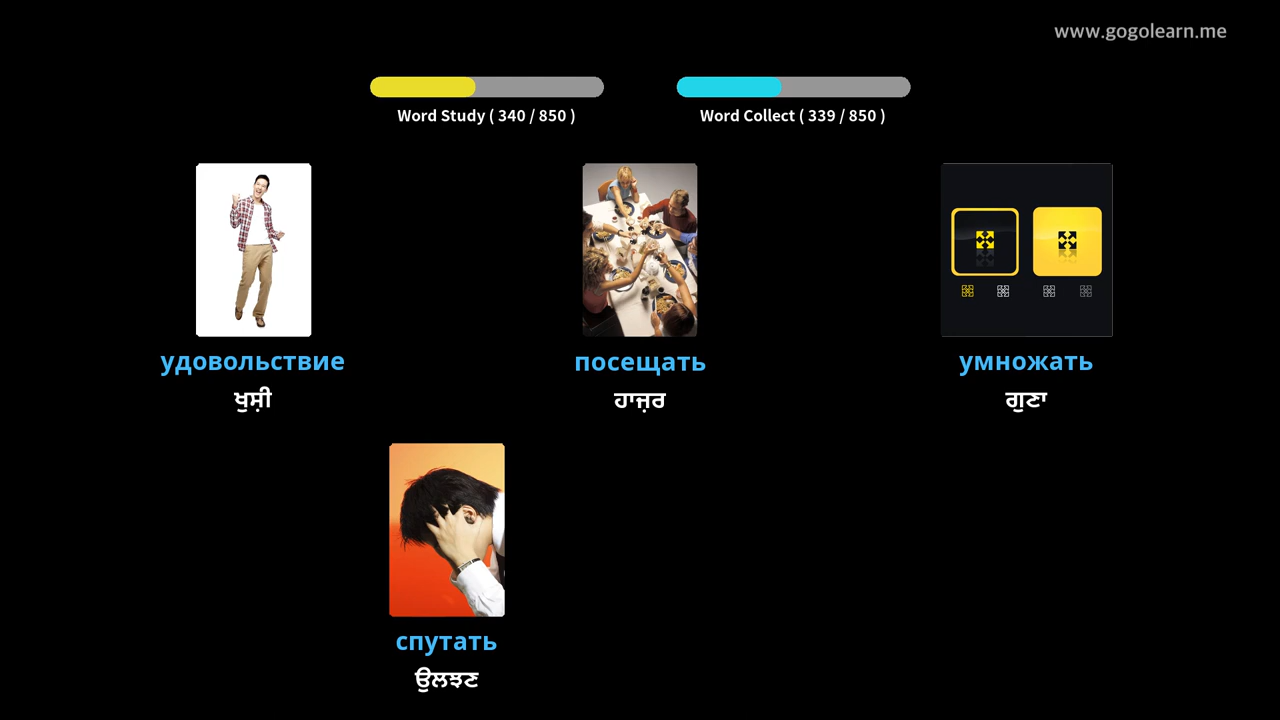 www.gogolearn.me
Word Study ( 340 / 850 )
Word Collect ( 339 / 850 )
удовольствие
ਖੁਸ਼ੀ
посещать
ਹਾਜ਼ਰ
умножать
ਗੁਣਾ
спутать
ਉਲਝਣ